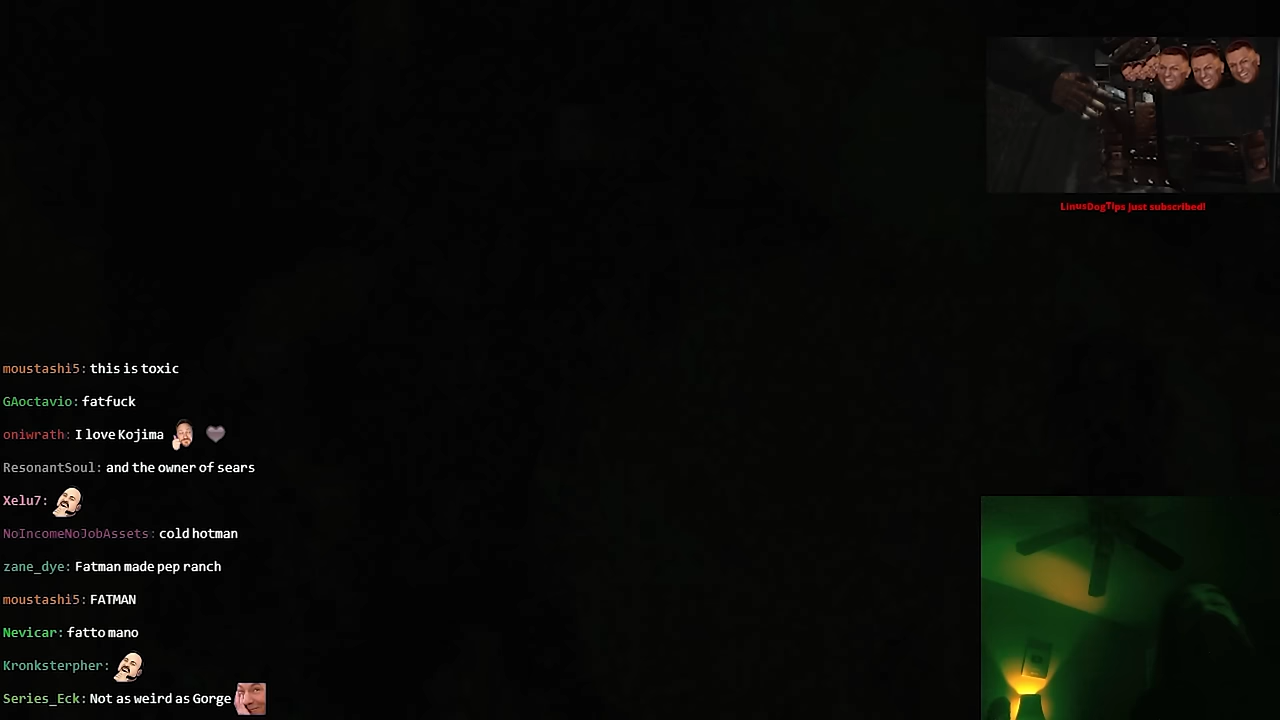 LinusDogTips just subscribed!
moustashi5: this is toxic
GAoctavio: fatfuck
oniwrath: I love Kojima
ResonantSoul: and the owner of sears
Xelu7:
NoIncomeNoJobAssets: cold hotman
zane_dye: Fatman made pep ranch
moustashi5: FATMAN
Nevicar: fatto mano
Kronksterpher:
Series_Eck: Not as weird as Gorge